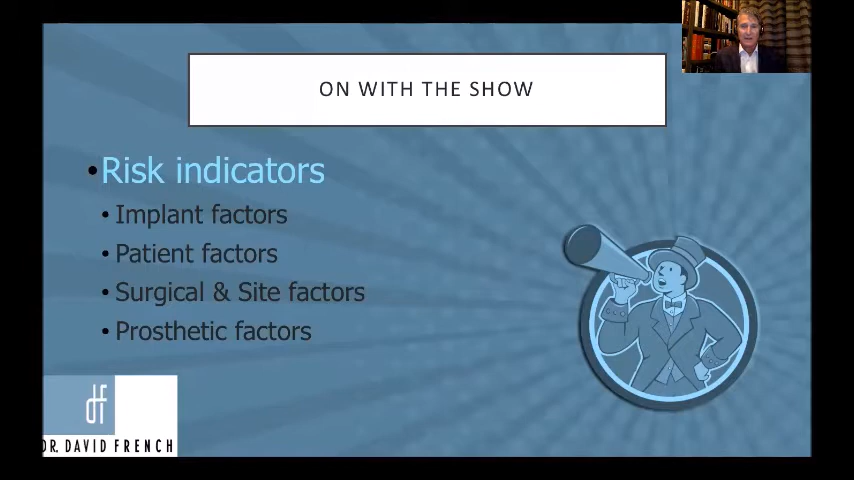 ON WITH THE SHOW
•Risk indicators
• Implant factors
• Patient factors
• Surgical & Site factors
• Prosthetic factors
df
DR. DAVID FRENCH